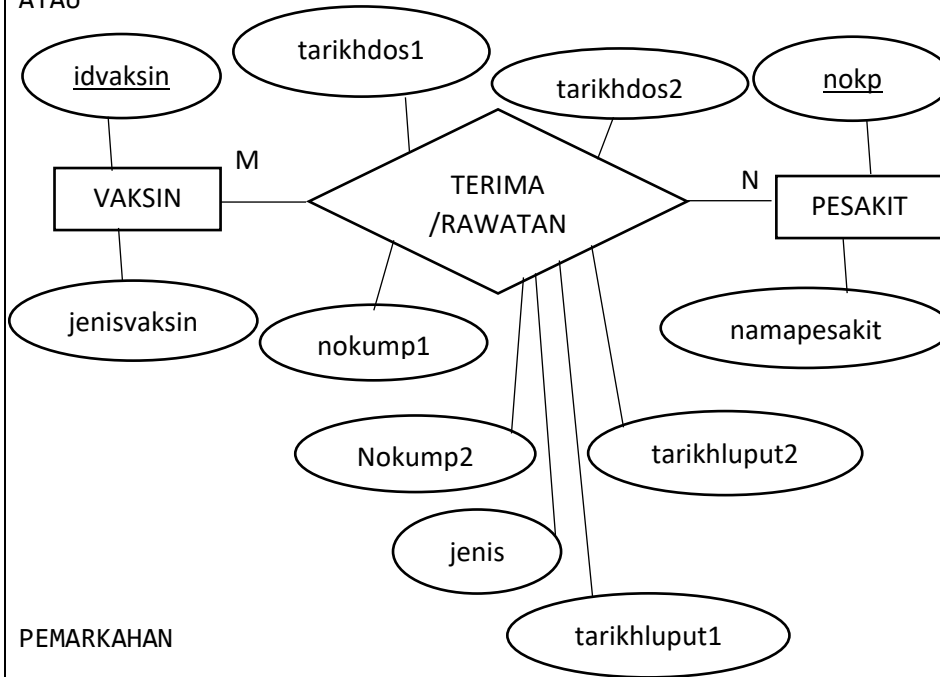 ATAU
tarikhdos1
idvaksin
tarikhdos2
nokp
M
N
VAKSIN
TERIMA
/RAWATAN
PESAKIT
jenisvaksin
nokump1
namapesakit
Nokump2
tarikhluput2
jenis
tarikhluput1
PEMARKAHAN